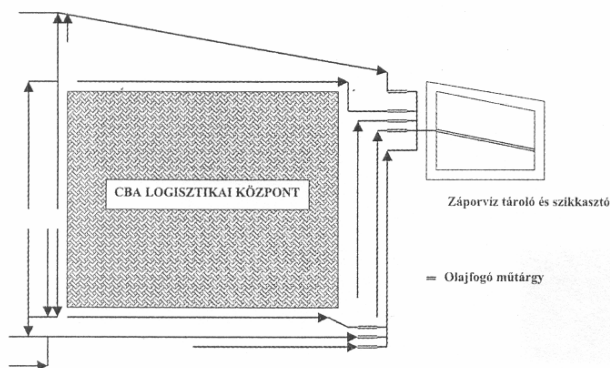 CBA LOGISZTIKAI KÖZPONT
Záporvíz tároló és szikkasztó
= Olajfogó műtárgy